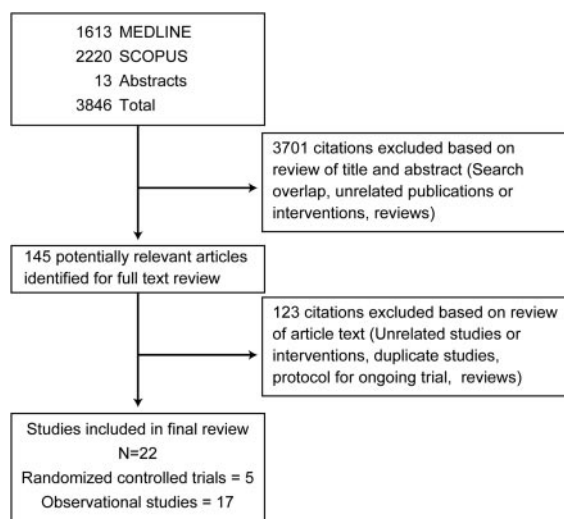 1613 MEDLINE
2220 SCOPUS
13 Abstracts
3846 Total
3701 citations excluded based on
review of title and abstract (Search
overlap, unrelated publications or
interventions, reviews)
145 potentially relevant articles
identified for full text review
123 citations excluded based on review
of article text (Unrelated studies or
interventions, duplicate studies,
protocol for ongoing trial, reviews)
Studies included in final review
N=22
Randomized controlled trials = 5
Observational studies = 17